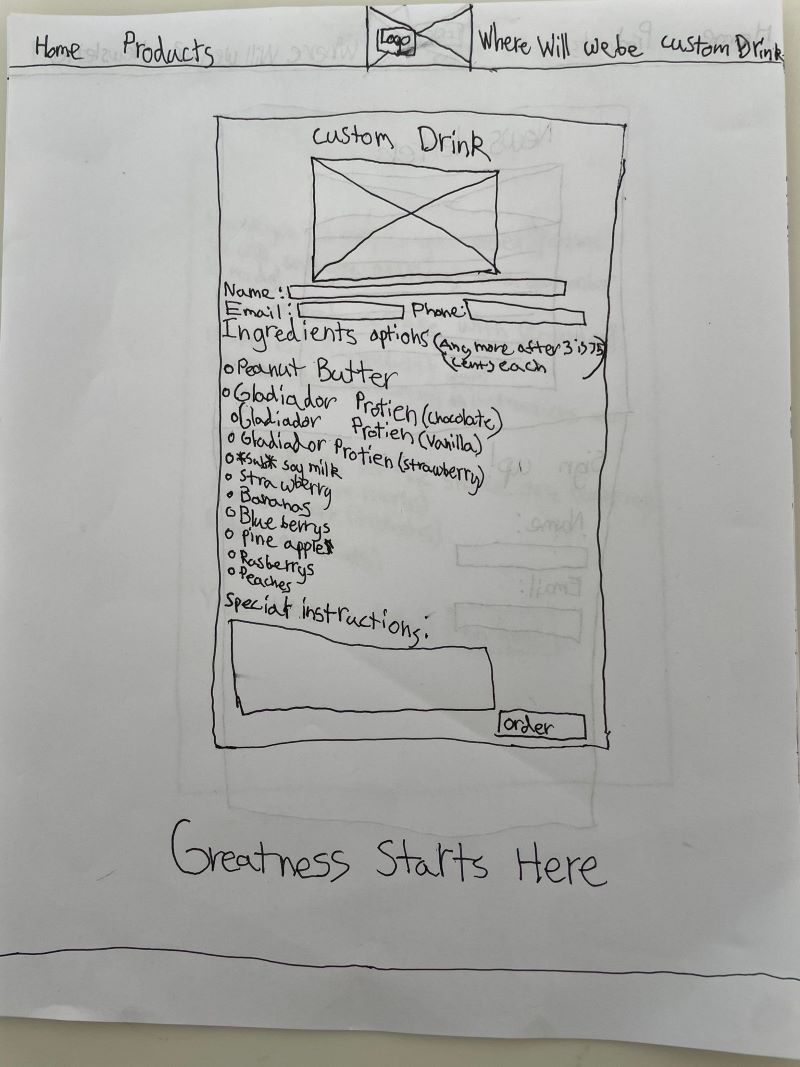 Home Products Logo Where Will we be custom Drink
custom Drink
Name:
Email: Phone:
Ingredients options (Any more after 3 is 75
cents each)
Peanut Butter
Gladiador Protien (chocolate)
Gladiador Protien (Vanilla)
Gladiador Protien (strawberry)
*Sub* soy milk
Strawberry
Bananas
Blue berrys
Pine apple
Rasberrys
Peaches
Special instructions:
order
Greatness Starts Here